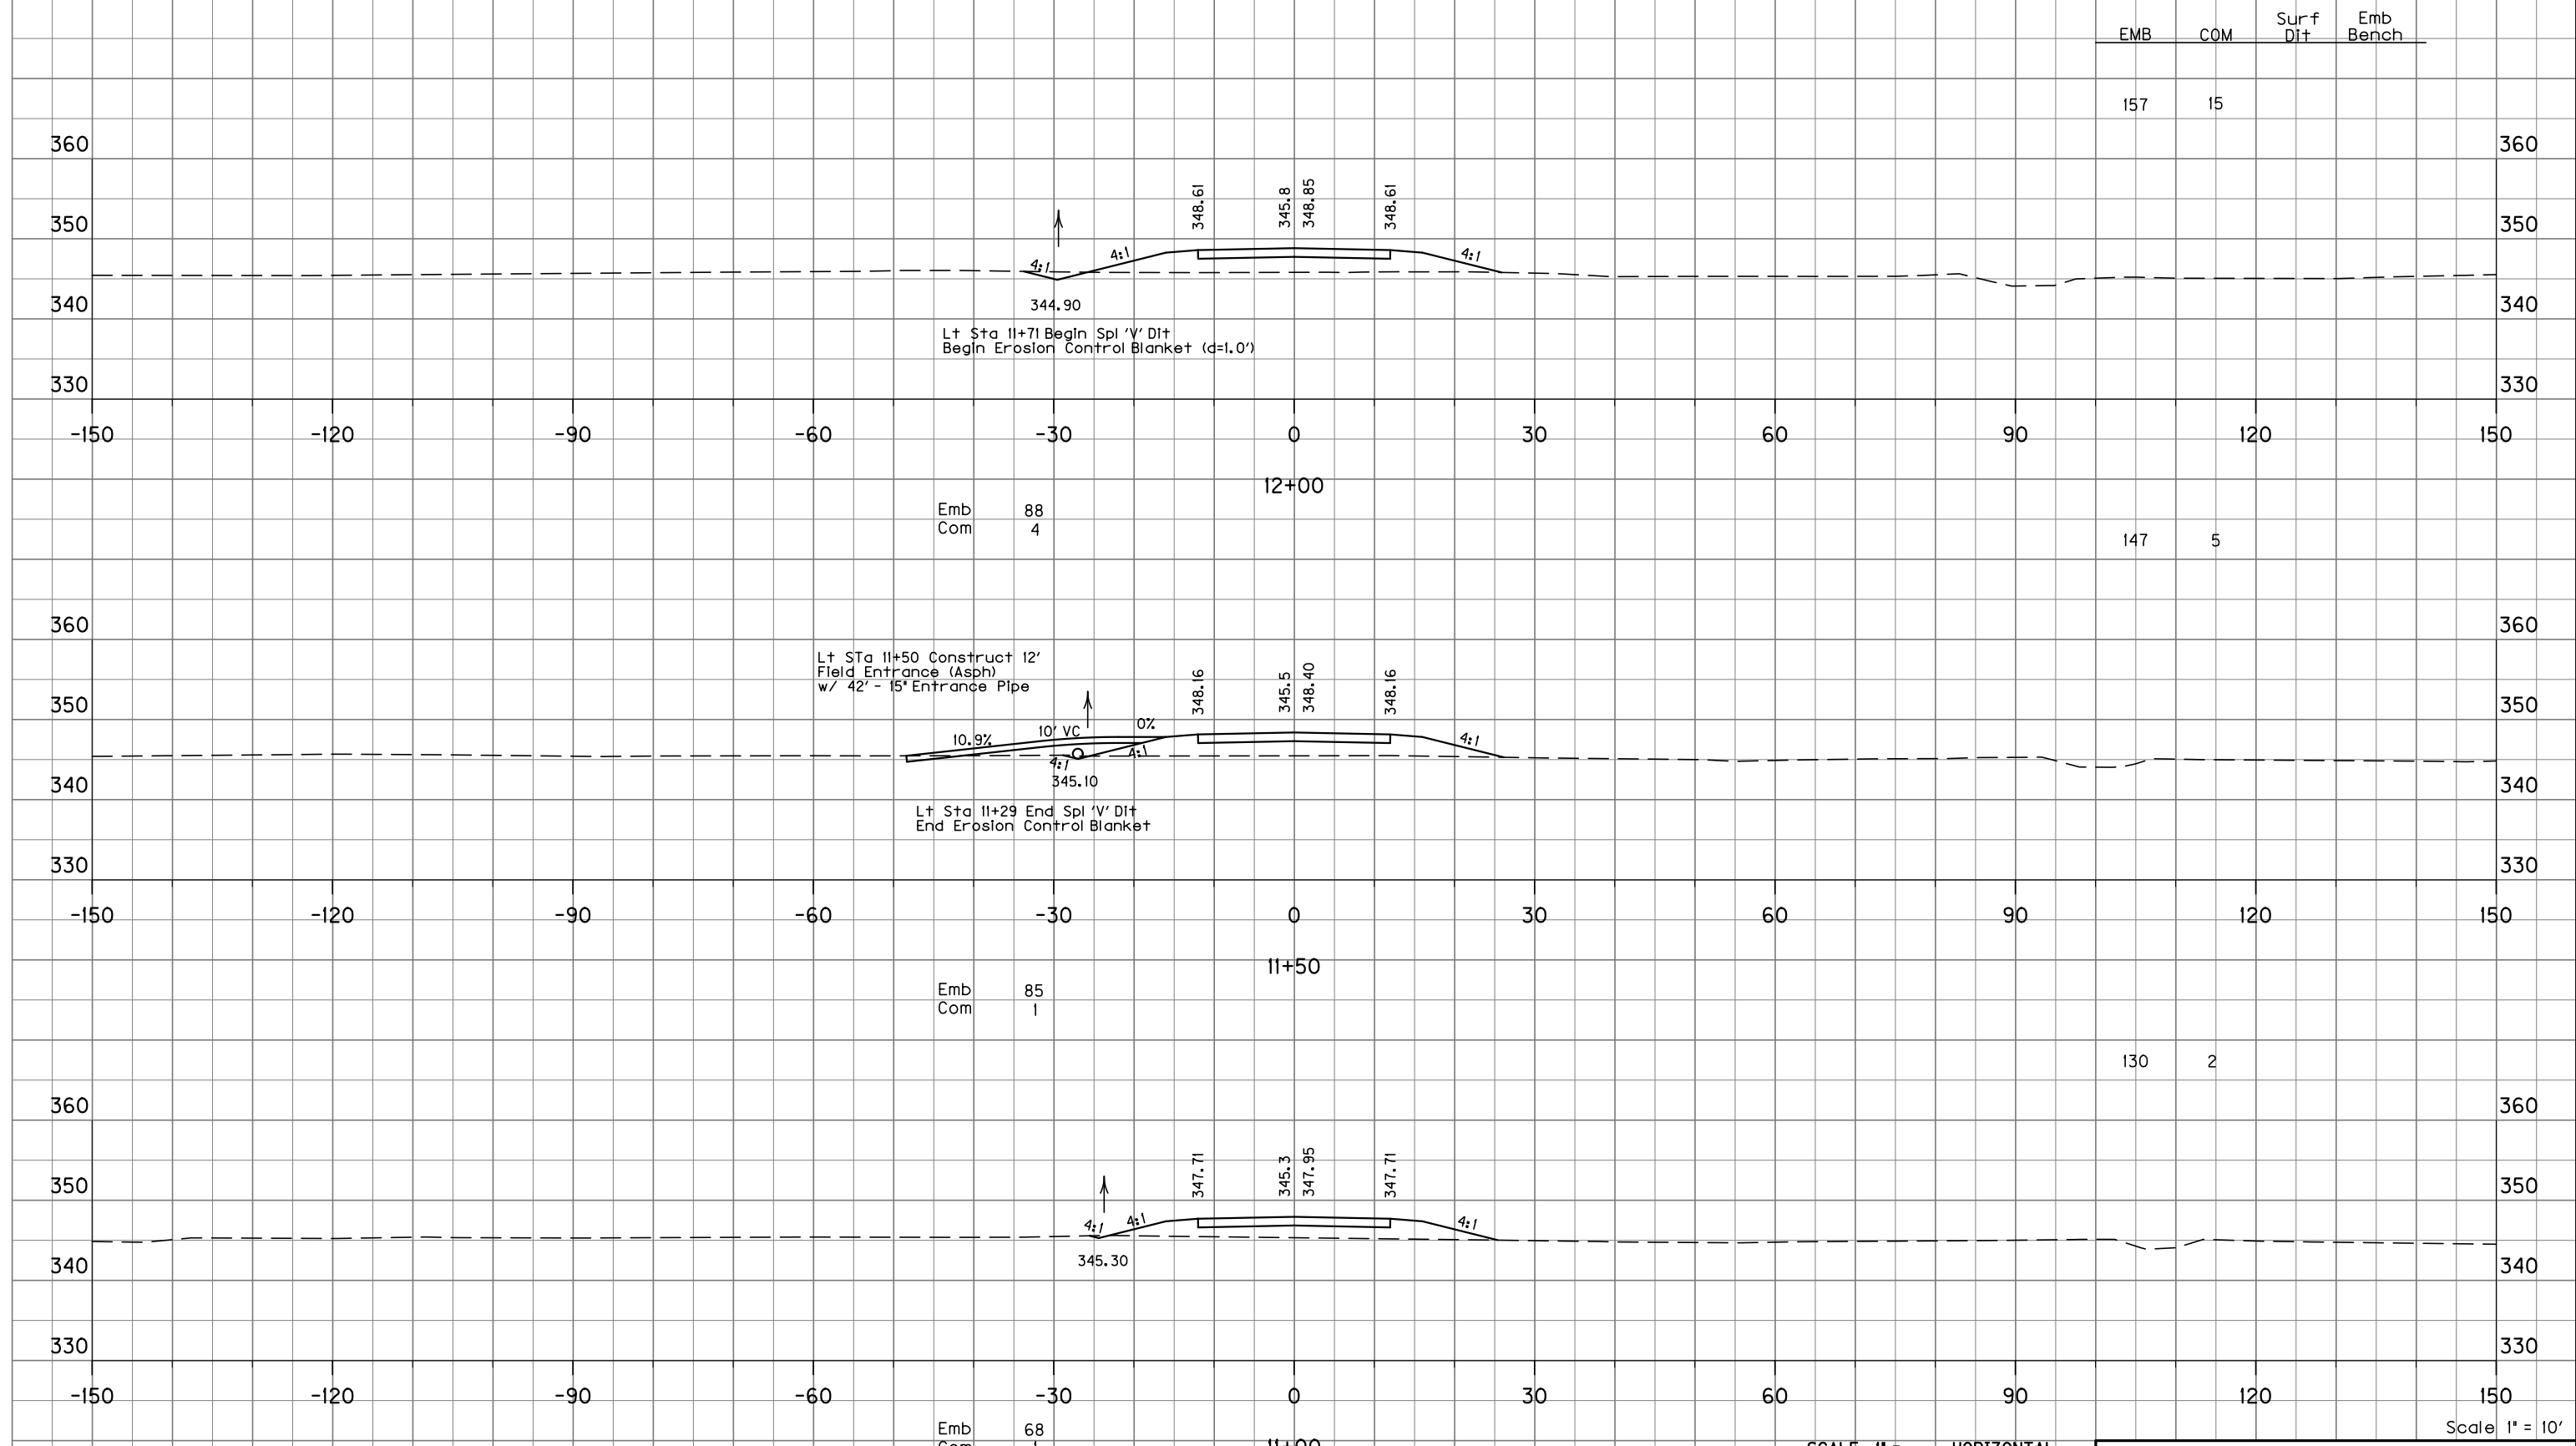 Surf Emb
EMB COM Dit Bench
157 15
360 360
348.61 345.8 348.85 348.61
350 350
4:1 4:1 4:1
340 344.90 340
Lt Sta 11+71 Begin Spl 'V' Dit
Begin Erosion Control Blanket (d=1.0')
330 330
-150 -120 -90 -60 -30 0 30 60 90 120 150
12+00
Emb 88
Com 4
147 5
360 360
Lt STa 11+50 Construct 12'
Field Entrance (Asph)
w/ 42' - 15" Entrance Pipe
348.16 345.5 348.40 348.16
350 350
10.9% 10' VC 0% 4:1
4:1 4:1
340 345.10 340
Lt Sta 11+29 End Spl 'V' Dit
End Erosion Control Blanket
330 330
-150 -120 -90 -60 -30 0 30 60 90 120 150
11+50
Emb 85
Com 1
130 2
360 360
347.71 345.3 347.95 347.71
350 350
4:1 4:1 4:1
340 345.30 340
330 330
-150 -120 -90 -60 -30 0 30 60 90 120 150
Scale 1" = 10'
Emb 68